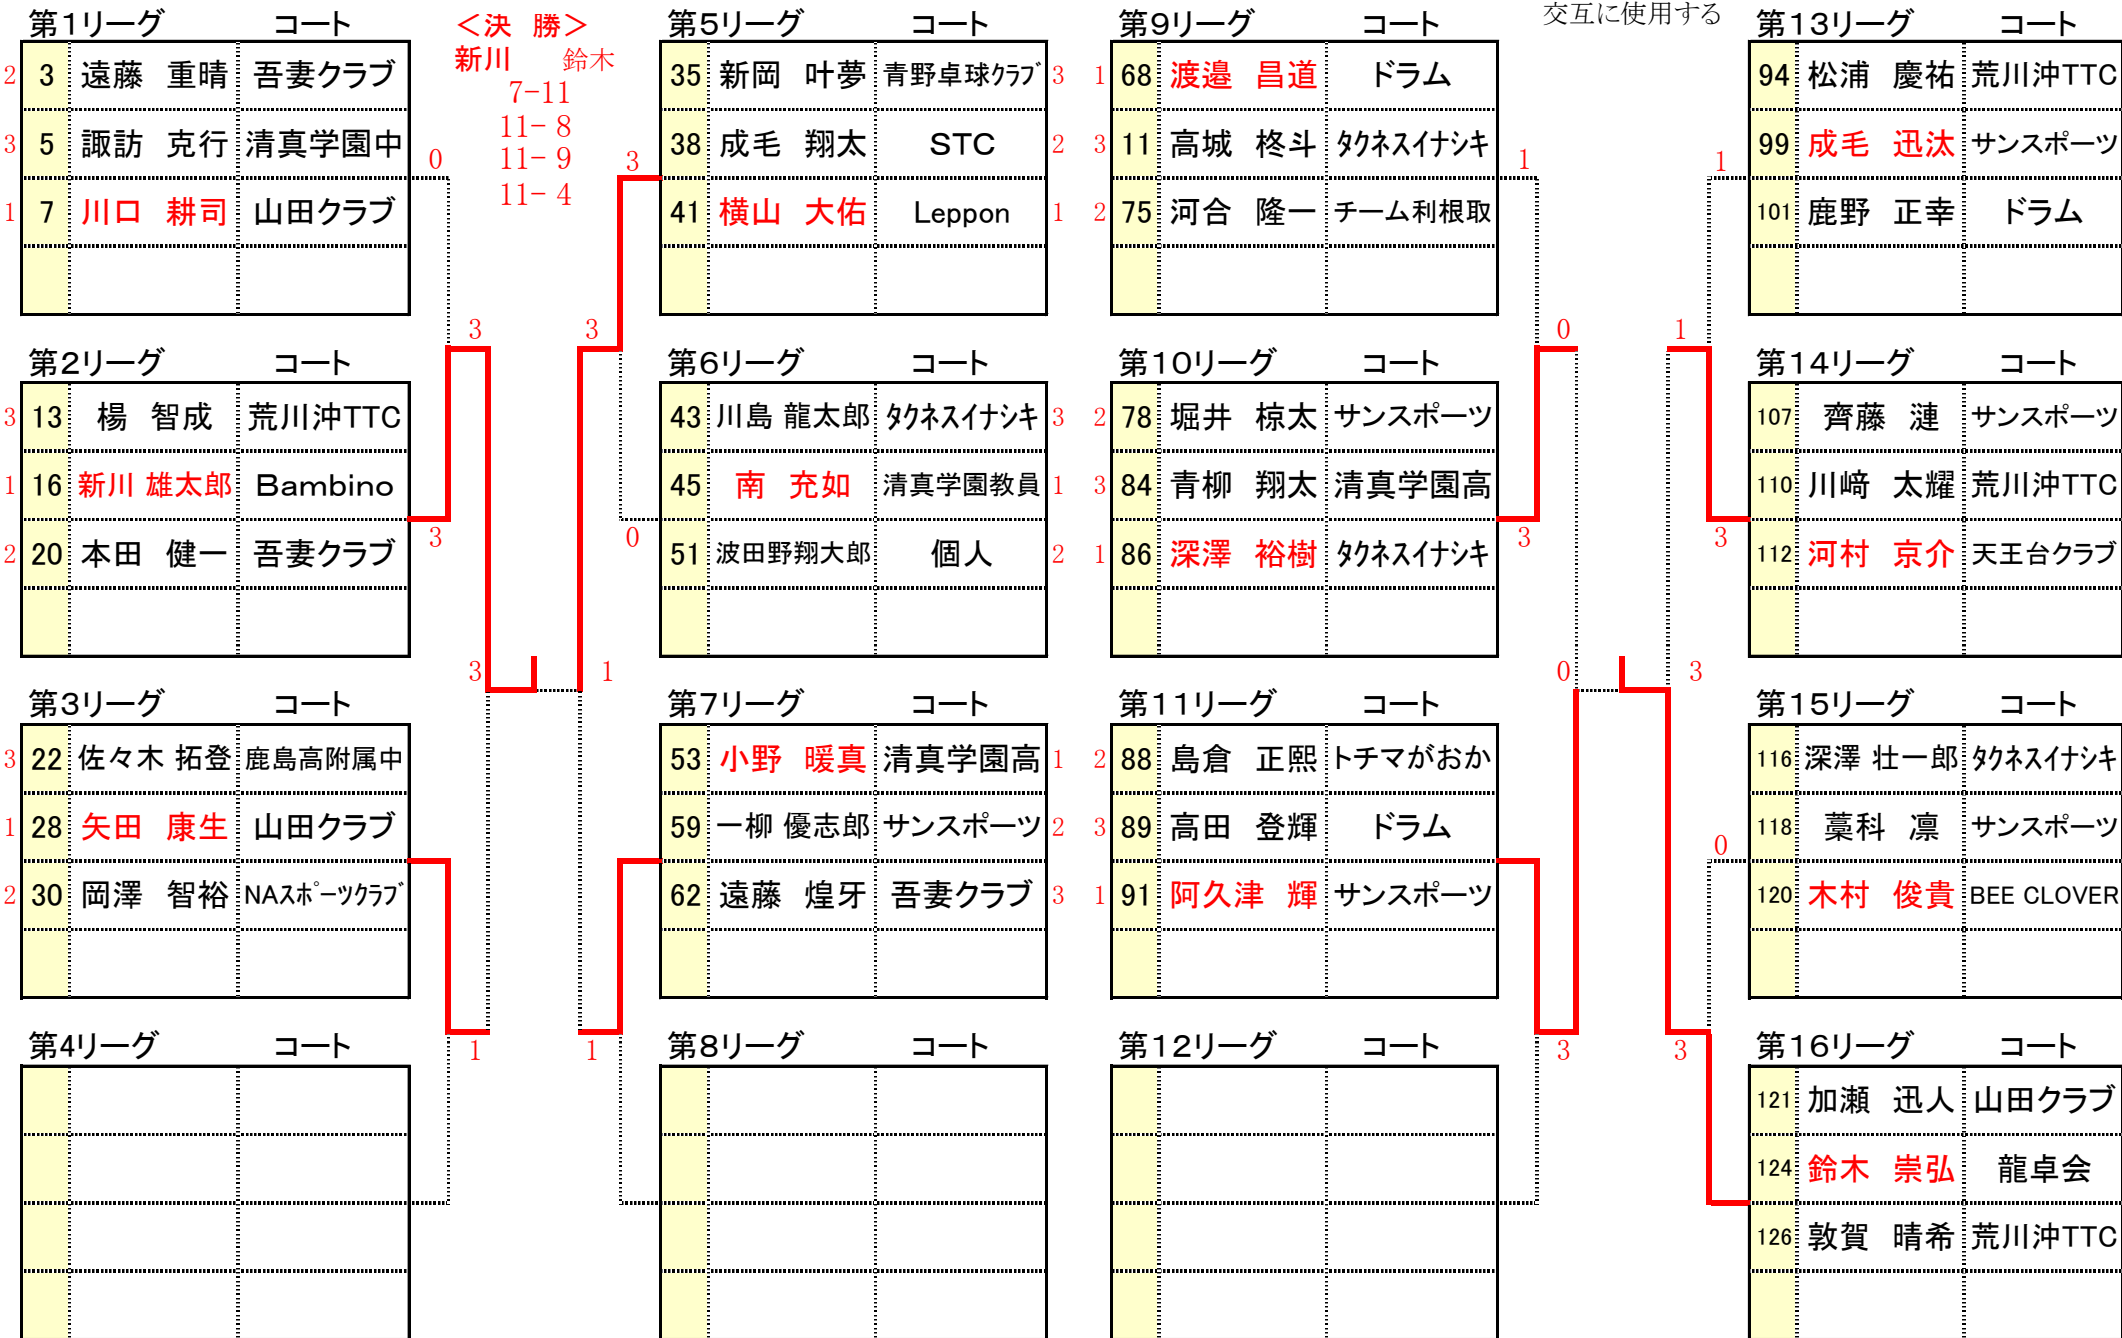 交互に使用する
第1リーグ コート
2 3 遠藤 重晴 吾妻クラブ
3 5 諏訪 克行 清真学園中
1 7 川口 耕司 山田クラブ
0
第2リーグ コート
3 13 楊 智成 荒川沖TTC
1 16 新川 雄太郎 Bambino
2 20 本田 健一 吾妻クラブ
3
3
第3リーグ コート
3 22 佐々木 拓登 鹿島高附属中
1 28 矢田 康生 山田クラブ
2 30 岡澤 智裕 NAスポーツクラブ
3
1
第4リーグ コート
＜決 勝＞
新川 鈴木
7-11
11- 8
11- 9
11- 4
第5リーグ コート
35 新岡 叶夢 青野卓球クラブ 3
38 成毛 翔太 STC 2
41 横山 大佑 Leppon 1
3
3
第6リーグ コート
43 川島 龍太郎 タクネスイナシキ 3
45 南 充如 清真学園教員 1
51 波田野翔大郎 個人 2
0
1
第7リーグ コート
53 小野 暖真 清真学園高 1
59 一柳 優志郎 サンスポーツ 2
62 遠藤 煌牙 吾妻クラブ 3
1
第8リーグ コート
第9リーグ コート
1 68 渡邉 昌道 ドラム
3 11 高城 柊斗 タクネスイナシキ
2 75 河合 隆一 チーム利根取
1
0
第10リーグ コート
2 78 堀井 椋太 サンスポーツ
3 84 青柳 翔太 清真学園高
1 86 深澤 裕樹 タクネスイナシキ
3
0
第11リーグ コート
2 88 島倉 正熙 トチマがおか
3 89 高田 登輝 ドラム
1 91 阿久津 輝 サンスポーツ
3
第12リーグ コート
第13リーグ コート
94 松浦 慶祐 荒川沖TTC
99 成毛 迅汰 サンスポーツ
101 鹿野 正幸 ドラム
1
1
第14リーグ コート
107 齊藤 漣 サンスポーツ
110 川﨑 太耀 荒川沖TTC
112 河村 京介 天王台クラブ
3
3
第15リーグ コート
116 深澤 壮一郎 タクネスイナシキ
118 藁科 凛 サンスポーツ
120 木村 俊貴 BEE CLOVER
0
3
第16リーグ コート
121 加瀬 迅人 山田クラブ
124 鈴木 崇弘 龍卓会
126 敦賀 晴希 荒川沖TTC